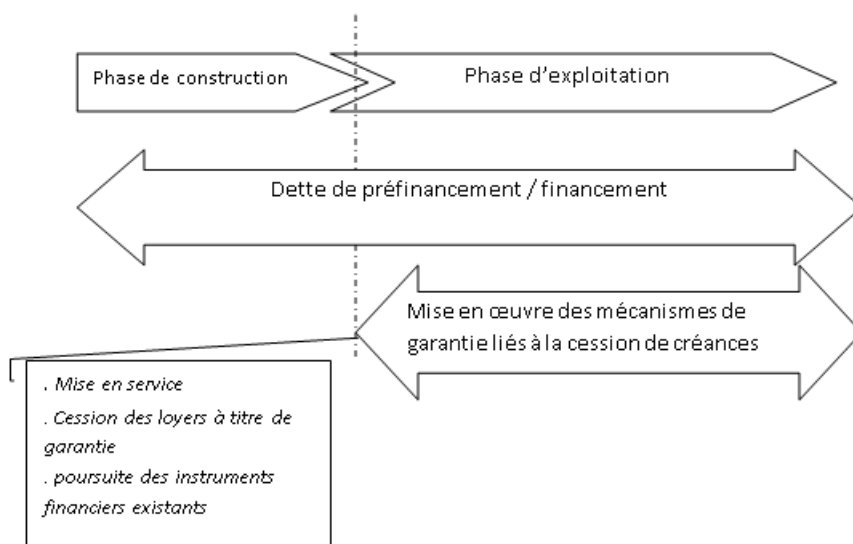 Phase de construction
Phase d'exploitation
Dette de préfinancement / financement
Mise en œuvre des mécanismes de
garantie liés à la cession de créances
. Mise en service
. Cession des loyers à titre de
garantie
. poursuite des instruments
financiers existants